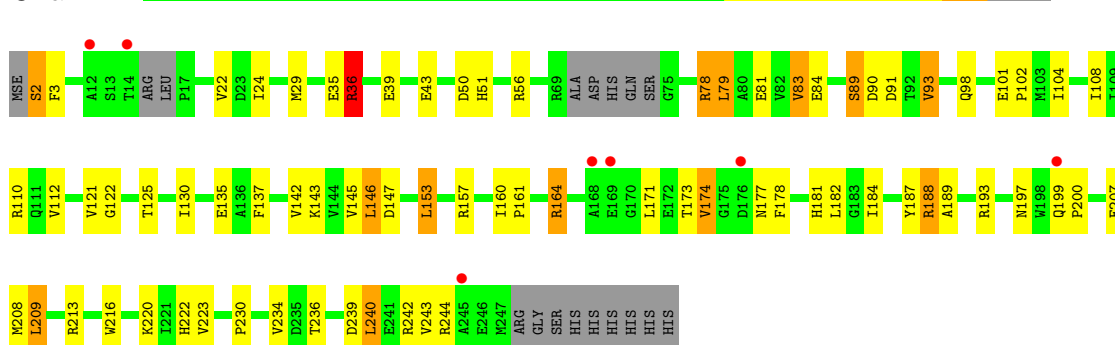 MSE S2 F3 A12 S13 T14 ARG LEU P17 V22 D23 I24 M29 E35 R36 E39 E43 D50 H51 R56 R69 ALA ASP HIS GLN SER G75 R78 L79 A80 E81 V82 V83 E84 S89 D90 D91 T92 V93 Q98 E101 P102 M103 I104 I108 I109
R110 Q111 V112 V121 G122 T125 I130 E135 A136 F137 V142 K143 V144 V145 L146 D147 L153 R157 I160 P161 R164 A168 E169 G170 L171 E172 T173 V174 G175 D176 N177 F178 H181 L182 G183 I184 Y187 R188 A189 R193 N197 W198 Q199 P200
M208 L209 R213 W216 K220 I221 H222 V223 P230 V234 D235 T236 D239 L240 E241 R242 V243 R244 A245 E246 M247 ARG GLY SER HIS HIS HIS HIS HIS HIS